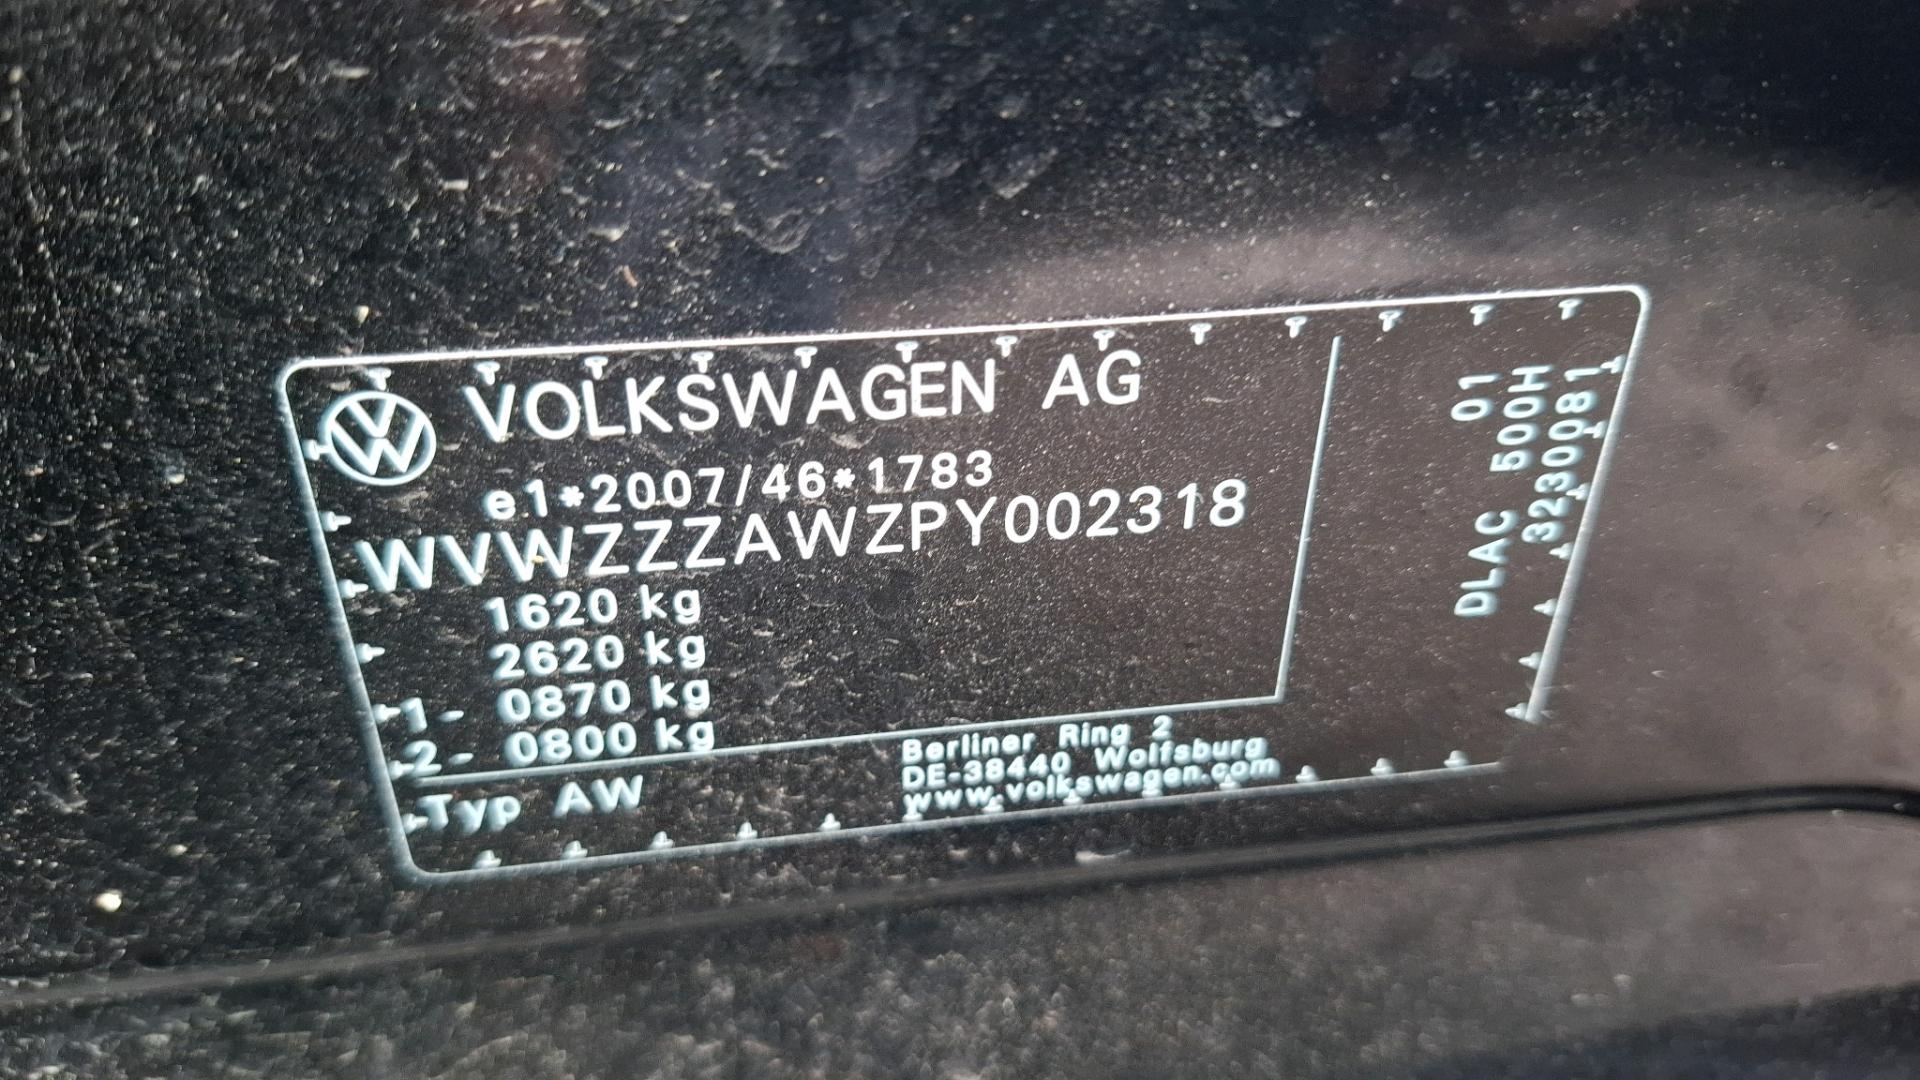 VOLKSWAGEN AG
e1*2007/46*1783
WVWZZZAWZPY002318
1620 kg
2620 kg
1- 0870 kg
2- 0800 kg
Typ AW
Berliner Ring 2
DE-38440 Wolfsburg
www.volkswagen.com
01
DLAC 500H
3230081